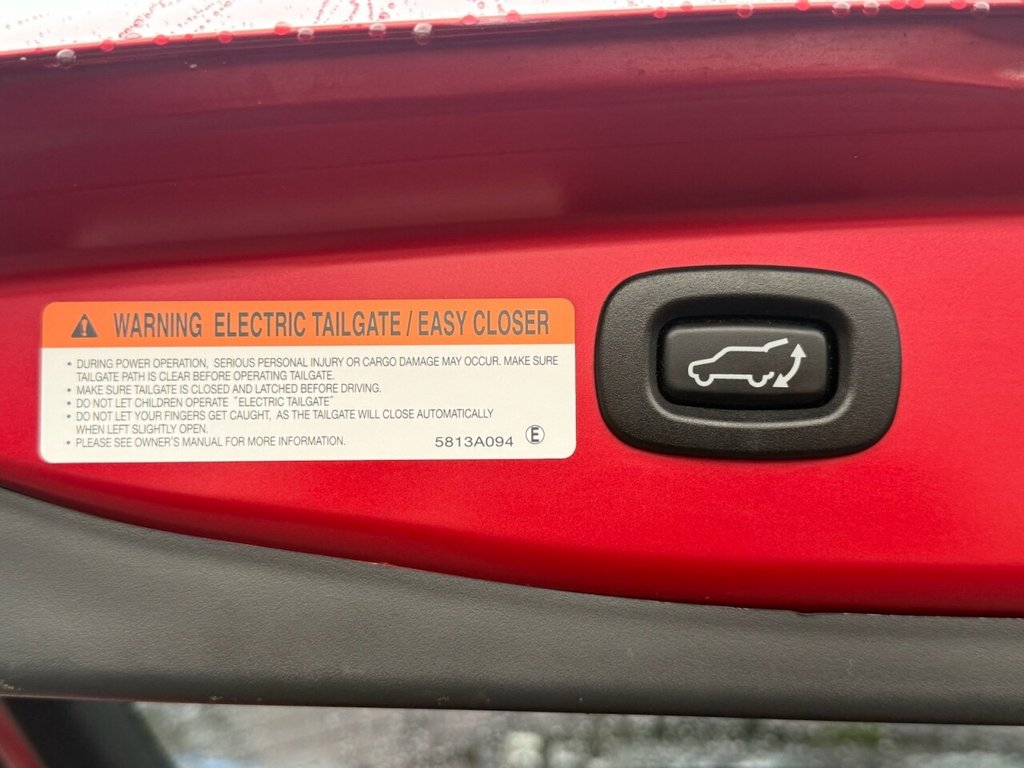 WARNING ELECTRIC TAILGATE / EASY CLOSER
• DURING POWER OPERATION, SERIOUS PERSONAL INJURY OR CARGO DAMAGE MAY OCCUR. MAKE SURE
TAILGATE PATH IS CLEAR BEFORE OPERATING TAILGATE.
• MAKE SURE TAILGATE IS CLOSED AND LATCHED BEFORE DRIVING.
• DO NOT LET CHILDREN OPERATE "ELECTRIC TAILGATE"
• DO NOT LET YOUR FINGERS GET CAUGHT, AS THE TAILGATE WILL CLOSE AUTOMATICALLY
WHEN LEFT SLIGHTLY OPEN.
• PLEASE SEE OWNER'S MANUAL FOR MORE INFORMATION.
5813A094 Ⓔ